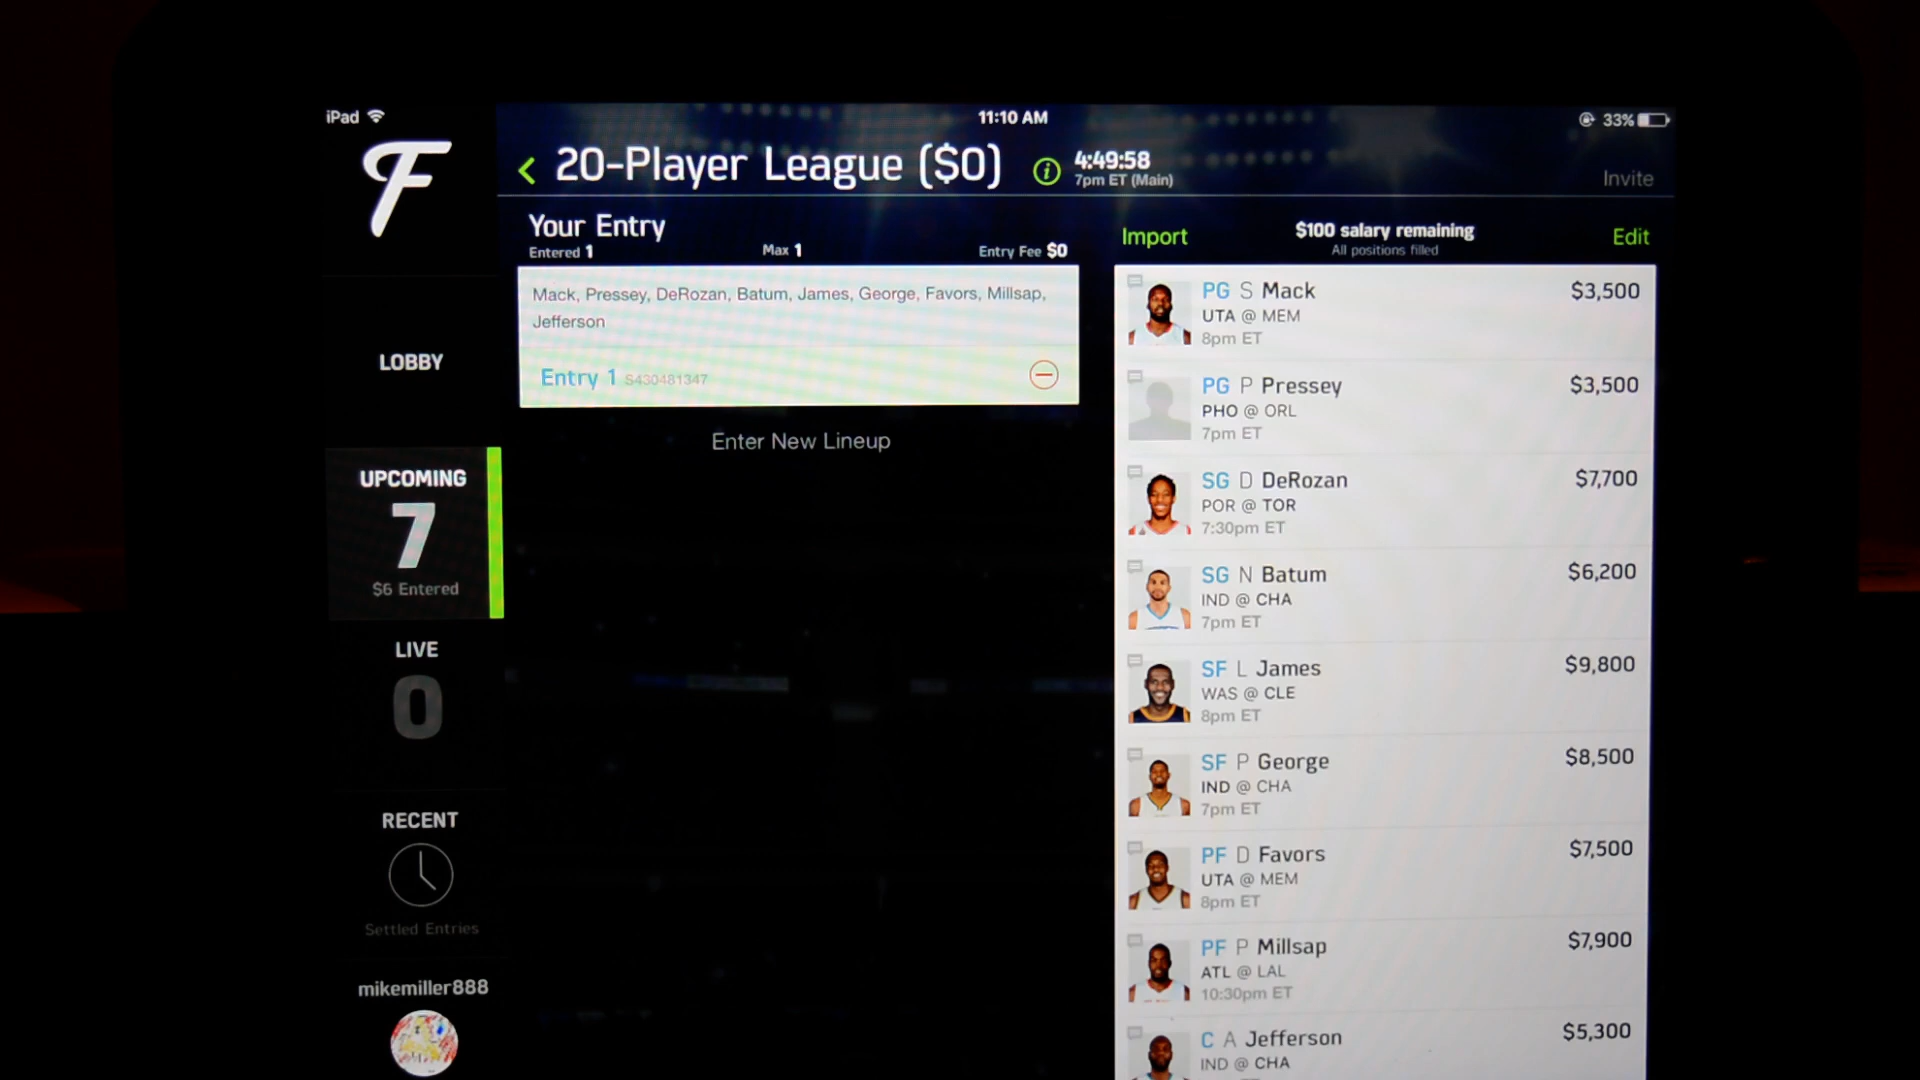 iPad
11:10 AM
33%
F
20-Player League ($0)
i
4:49:58
7pm ET (Main)
Invite
Your Entry
Entered 1
Max 1
Entry Fee $0
Mack, Pressey, DeRozan, Batum, James, George, Favors, Millsap,
Jefferson
Entry 1 S430481347
Enter New Lineup
LOBBY
UPCOMING
7
$6 Entered
LIVE
0
RECENT
Settled Entries
mikemiller888
Import
$100 salary remaining
All positions filled
Edit
PG S Mack
$3,500
UTA @ MEM
8pm ET
PG P Pressey
$3,500
PHO @ ORL
7pm ET
SG D DeRozan
$7,700
POR @ TOR
7:30pm ET
SG N Batum
$6,200
IND @ CHA
7pm ET
SF L James
$9,800
WAS @ CLE
8pm ET
SF P George
$8,500
IND @ CHA
7pm ET
PF D Favors
$7,500
UTA @ MEM
8pm ET
PF P Millsap
$7,900
ATL @ LAL
10:30pm ET
C A Jefferson
$5,300
IND @ CHA